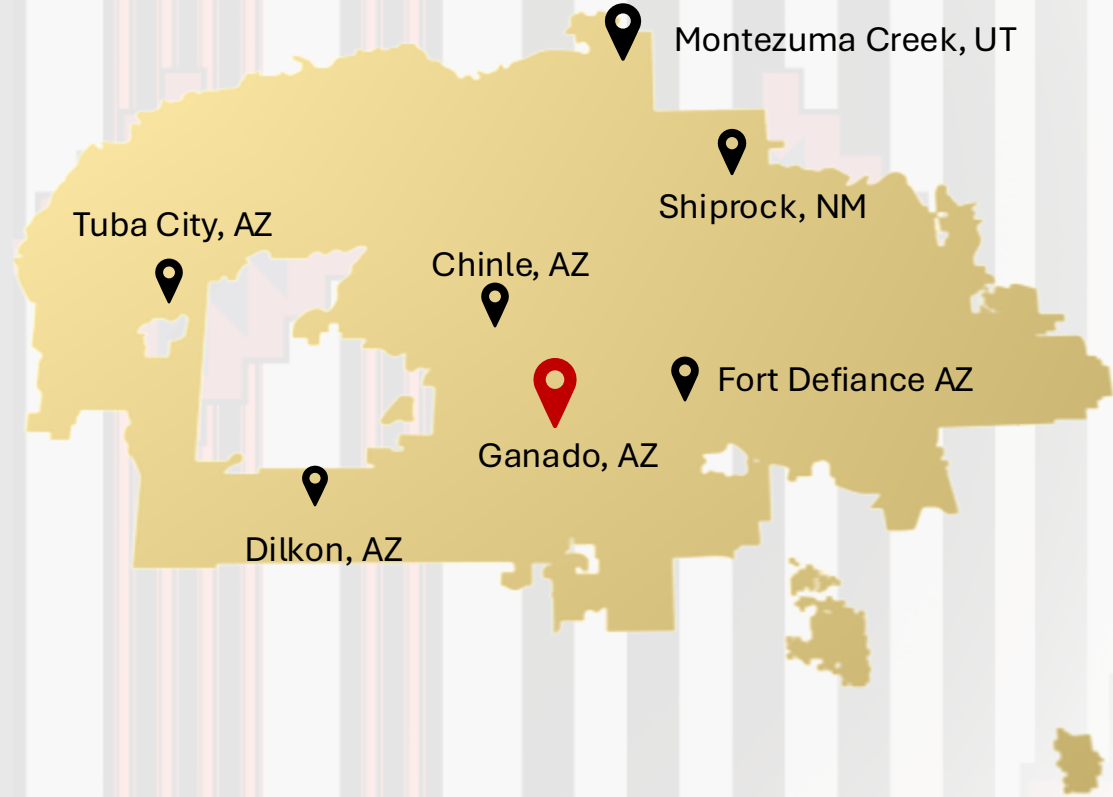 Montezuma Creek, UT
Shiprock, NM
Tuba City, AZ
Chinle, AZ
Fort Defiance AZ
Ganado, AZ
Dilkon, AZ